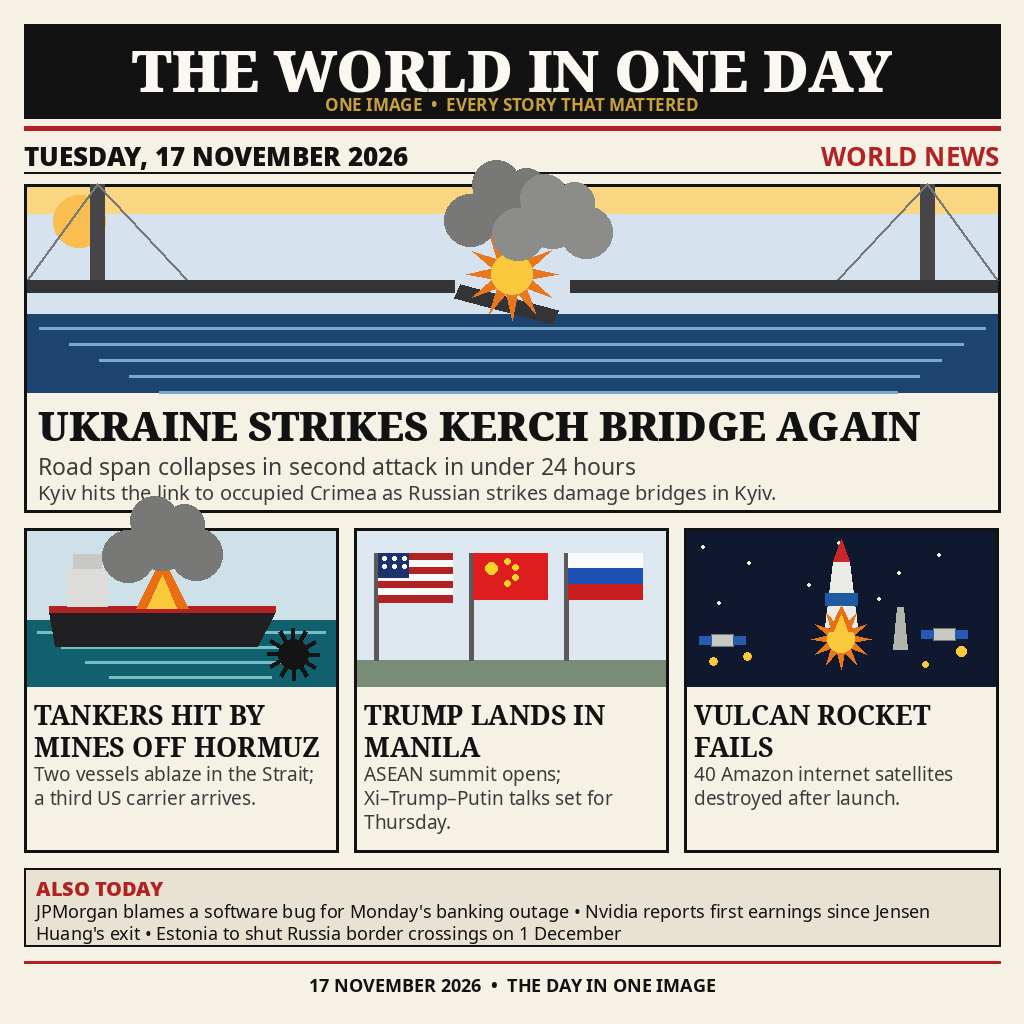 THE WORLD IN ONE DAY
ONE IMAGE • EVERY STORY THAT MATTERED
TUESDAY, 17 NOVEMBER 2026
WORLD NEWS
UKRAINE STRIKES KERCH BRIDGE AGAIN
Road span collapses in second attack in under 24 hours
Kyiv hits the link to occupied Crimea as Russian strikes damage bridges in Kyiv.
TANKERS HIT BY
MINES OFF HORMUZ
Two vessels ablaze in the Strait;
a third US carrier arrives.
TRUMP LANDS IN
MANILA
ASEAN summit opens;
Xi–Trump–Putin talks set for
Thursday.
VULCAN ROCKET
FAILS
40 Amazon internet satellites
destroyed after launch.
ALSO TODAY
JPMorgan blames a software bug for Monday's banking outage • Nvidia reports first earnings since Jensen
Huang's exit • Estonia to shut Russia border crossings on 1 December
17 NOVEMBER 2026 • THE DAY IN ONE IMAGE